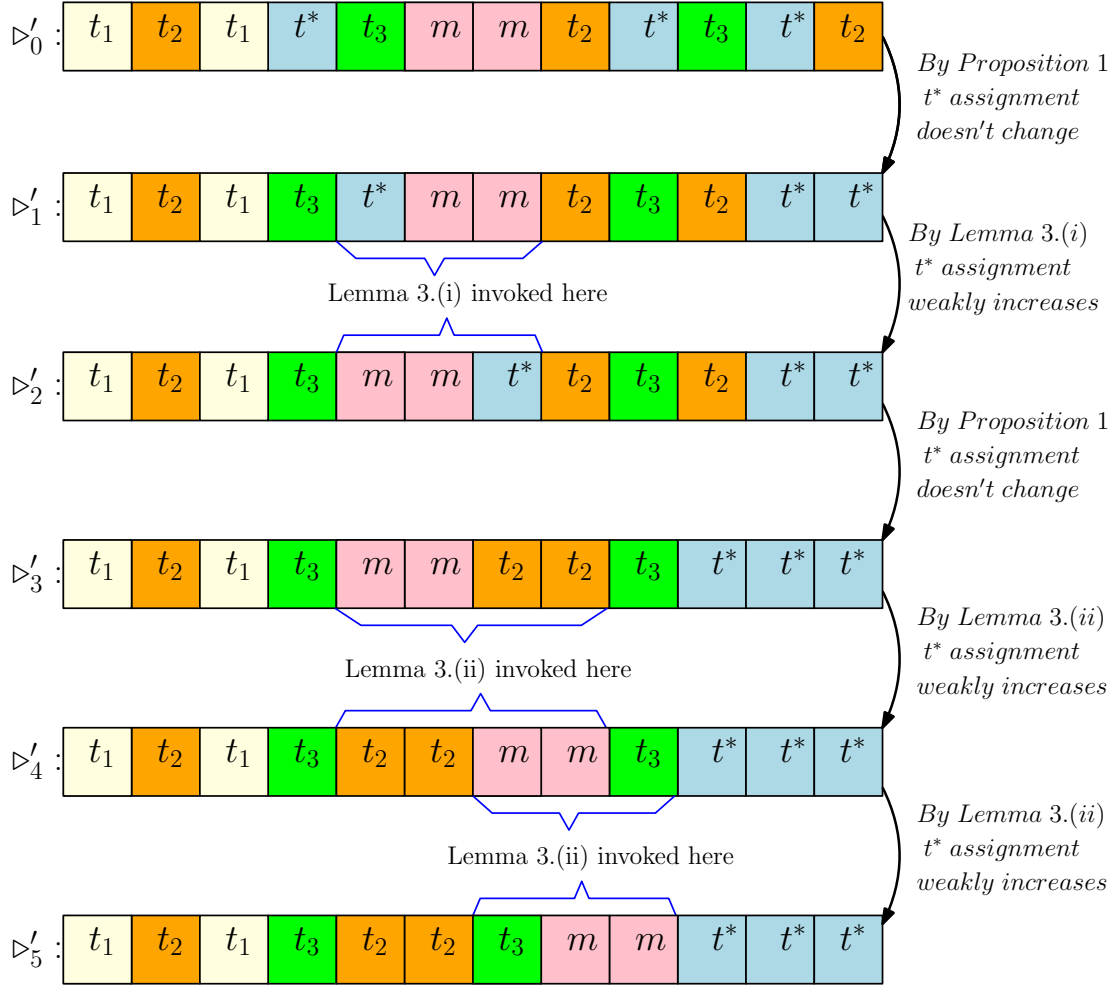 ▷′₀ : t₁ t₂ t₁ t* t₃ m m t₂ t* t₃ t* t₂
By Proposition 1
t* assignment
doesn't change
▷′₁ : t₁ t₂ t₁ t₃ t* m m t₂ t₃ t₂ t* t*
By Lemma 3.(i)
t* assignment
weakly increases
Lemma 3.(i) invoked here
▷′₂ : t₁ t₂ t₁ t₃ m m t* t₂ t₃ t₂ t* t*
By Proposition 1
t* assignment
doesn't change
▷′₃ : t₁ t₂ t₁ t₃ m m t₂ t₂ t₃ t* t* t*
By Lemma 3.(ii)
t* assignment
weakly increases
Lemma 3.(ii) invoked here
▷′₄ : t₁ t₂ t₁ t₃ t₂ t₂ m m t₃ t* t* t*
By Lemma 3.(ii)
t* assignment
weakly increases
Lemma 3.(ii) invoked here
▷′₅ : t₁ t₂ t₁ t₃ t₂ t₂ t₃ m m t* t* t*